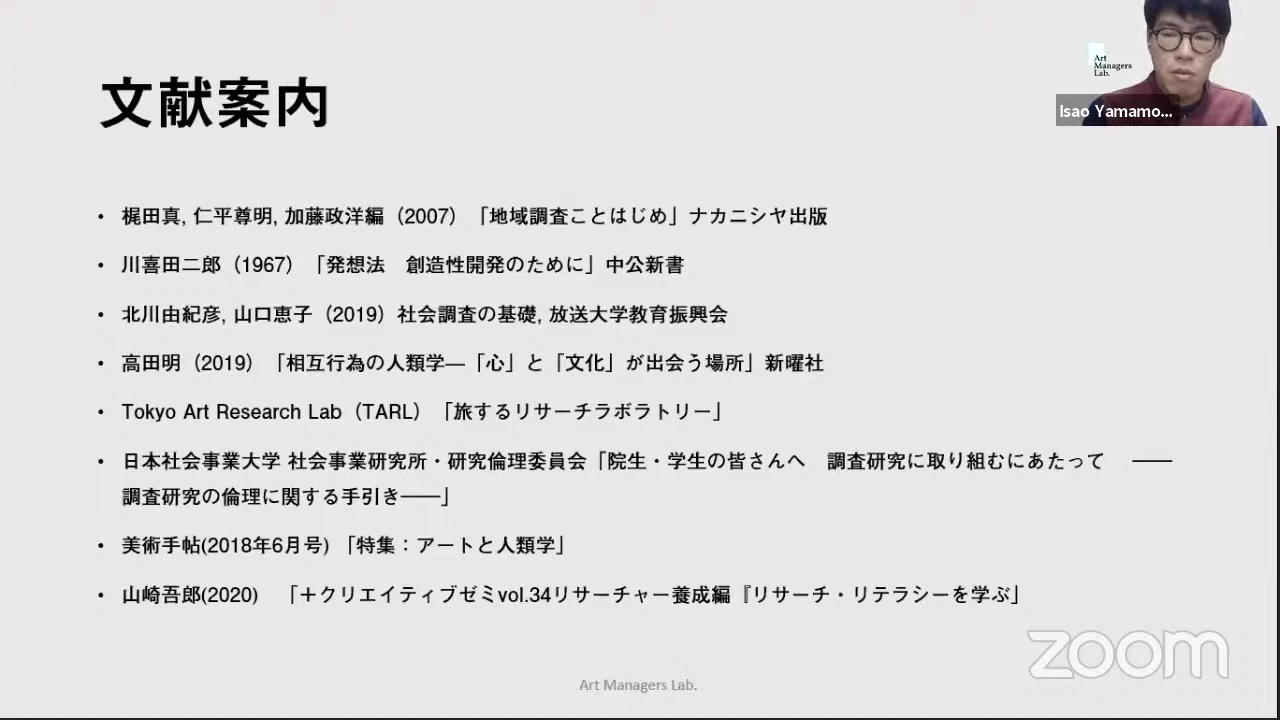 文献案内
Art
Managers
Lab.
Isao Yamamo...
• 梶田真, 仁平尊明, 加藤政洋編（2007）「地域調査ことはじめ」ナカニシヤ出版
• 川喜田二郎（1967）「発想法　創造性開発のために」中公新書
• 北川由紀彦, 山口恵子（2019）社会調査の基礎, 放送大学教育振興会
• 高田明（2019）「相互行為の人類学―「心」と「文化」が出会う場所」新曜社
• Tokyo Art Research Lab（TARL）「旅するリサーチラボラトリー」
• 日本社会事業大学 社会事業研究所・研究倫理委員会「院生・学生の皆さんへ　調査研究に取り組むにあたって　――
調査研究の倫理に関する手引き――」
• 美術手帖(2018年6月号) 「特集：アートと人類学」
• 山崎吾郎(2020)　「＋クリエイティブゼミvol.34リサーチャー養成編『リサーチ・リテラシーを学ぶ」
zoom
Art Managers Lab.